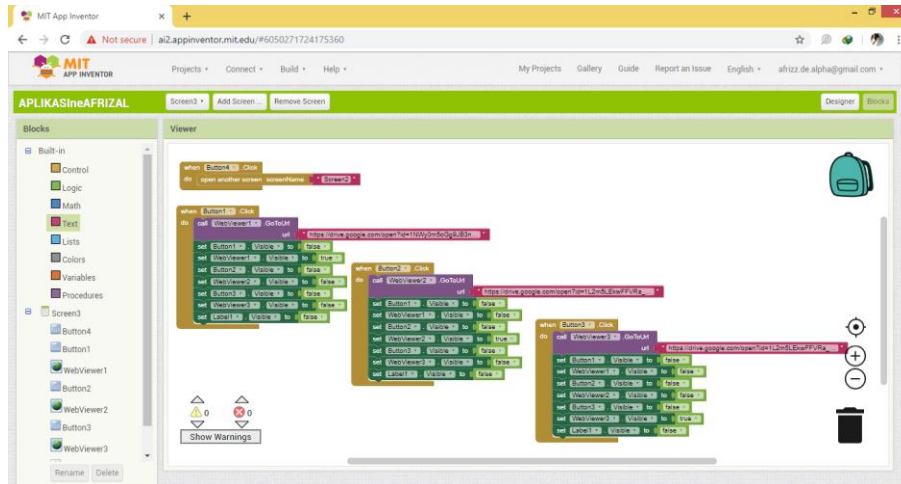 MIT App Inventor
Not secure | ai2.appinventor.mit.edu/#6050271724175360
MIT
APP INVENTOR
Projects Connect Build Help My Projects Gallery Guide Report an Issue English afrizz.de.alpha@gmail.com
APLIKASIneAFRIZAL Screen3 Add Screen ... Remove Screen Designer Blocks
Blocks
Built-in
Control
Logic
Math
Text
Lists
Colors
Variables
Procedures
Screen3
Button4
Button1
WebViewer1
Button2
WebViewer2
Button3
WebViewer3
Rename Delete
Viewer
when Button4 .Click
do open another screen screenName " Screen2 "
when Button1 .Click
do call WebViewer1 .GoToUrl
url
set Button1 . Visible to false
set WebViewer1 . Visible to true
set Button2 . Visible to false
set WebViewer2 . Visible to false
set Button3 . Visible to false
set WebViewer3 . Visible to false
set Label1 . Visible to false
when Button2 .Click
do call WebViewer2 .GoToUrl
url
set Button1 . Visible to false
set WebViewer1 . Visible to false
set Button2 . Visible to false
set WebViewer2 . Visible to true
set Button3 . Visible to false
set WebViewer3 . Visible to false
set Label1 . Visible to false
when Button3 .Click
do call WebViewer3 .GoToUrl
url
set Button1 . Visible to false
set WebViewer1 . Visible to false
set Button2 . Visible to false
set WebViewer2 . Visible to false
set Button3 . Visible to false
set WebViewer3 . Visible to true
set Label1 . Visible to false
0 0
Show Warnings